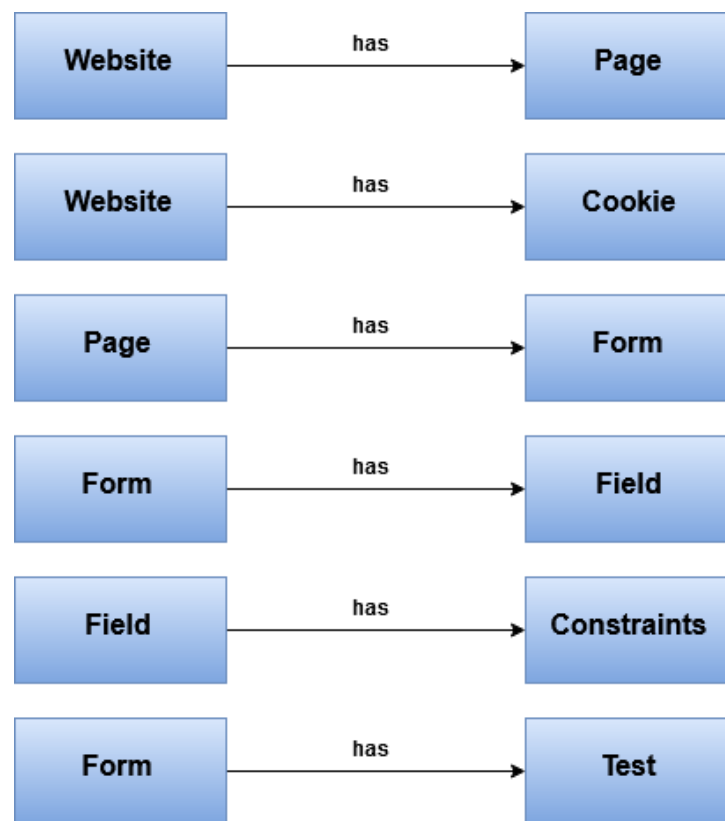 Website has Page
Website has Cookie
Page has Form
Form has Field
Field has Constraints
Form has Test